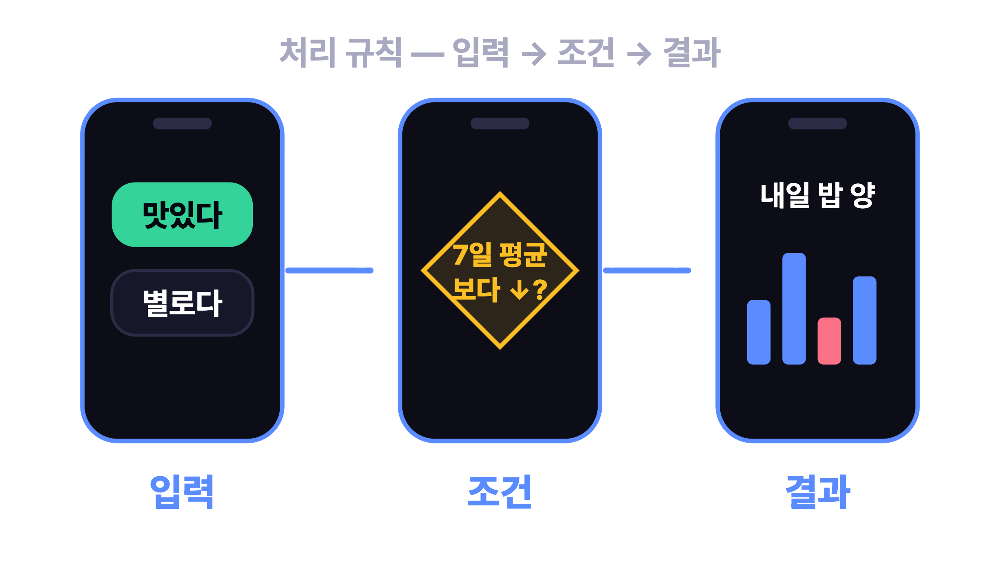 처리 규칙 — 입력 → 조건 → 결과
맛있다
별로다
7일 평균
보다 ↓?
내일 밥 양
입력
조건
결과